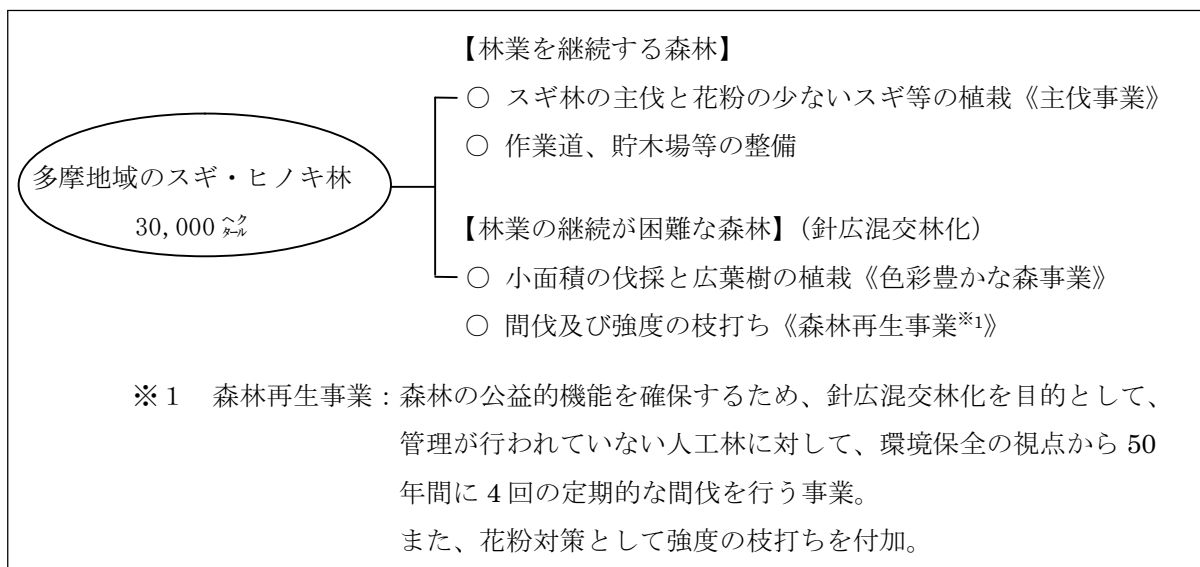 【林業を継続する森林】
○ スギ林の主伐と花粉の少ないスギ等の植栽《主伐事業》
○ 作業道、貯木場等の整備
多摩地域のスギ・ヒノキ林
30,000 ヘクタール
【林業の継続が困難な森林】(針広混交林化)
○ 小面積の伐採と広葉樹の植栽《色彩豊かな森事業》
○ 間伐及び強度の枝打ち《森林再生事業※1》
※1 森林再生事業:森林の公益的機能を確保するため、針広混交林化を目的として、
管理が行われていない人工林に対して、環境保全の視点から 50
年間に 4 回の定期的な間伐を行う事業。
また、花粉対策として強度の枝打ちを付加。